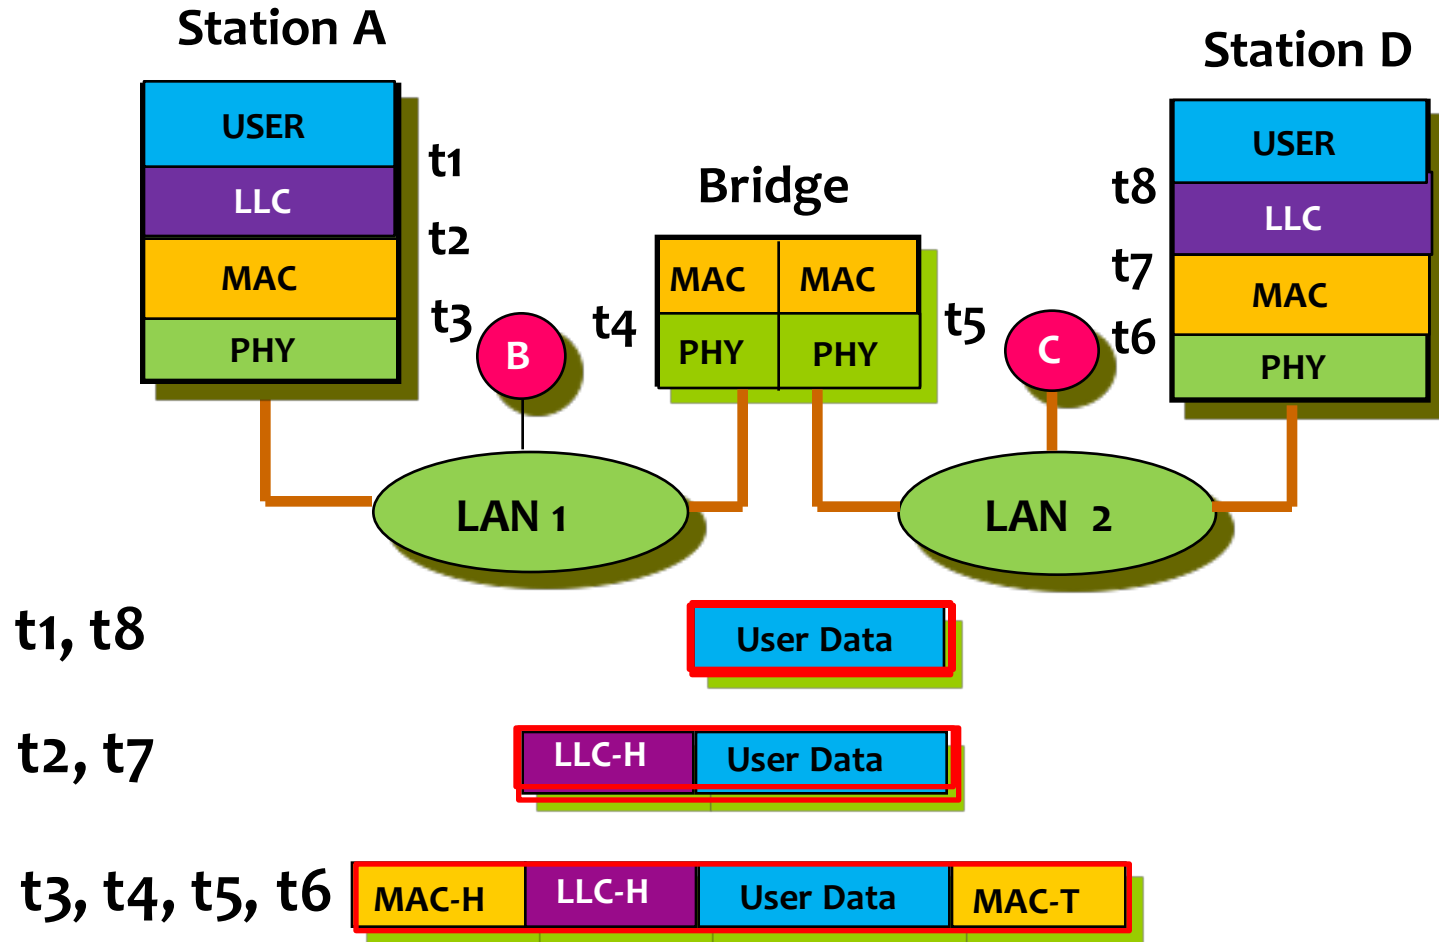 Station A
Station D
USER
LLC
MAC
PHY
t1
t2
t3
B
Bridge
MAC MAC
PHY PHY
t4
t5
C
t8
t7
t6
USER
LLC
MAC
PHY
LAN 1
LAN 2
t1, t8
User Data
t2, t7
LLC-H User Data
t3, t4, t5, t6
MAC-H LLC-H User Data MAC-T